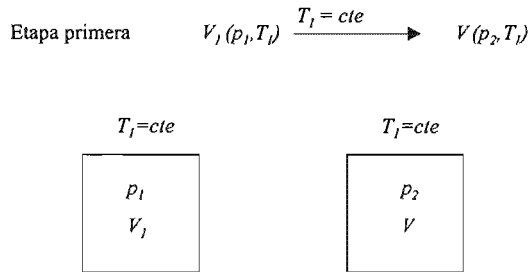 Etapa primera V₁ (p₁,T₁) T₁ = cte V(p₂,T₁)
T₁=cte T₁=cte
p₁ p₂
V₁ V